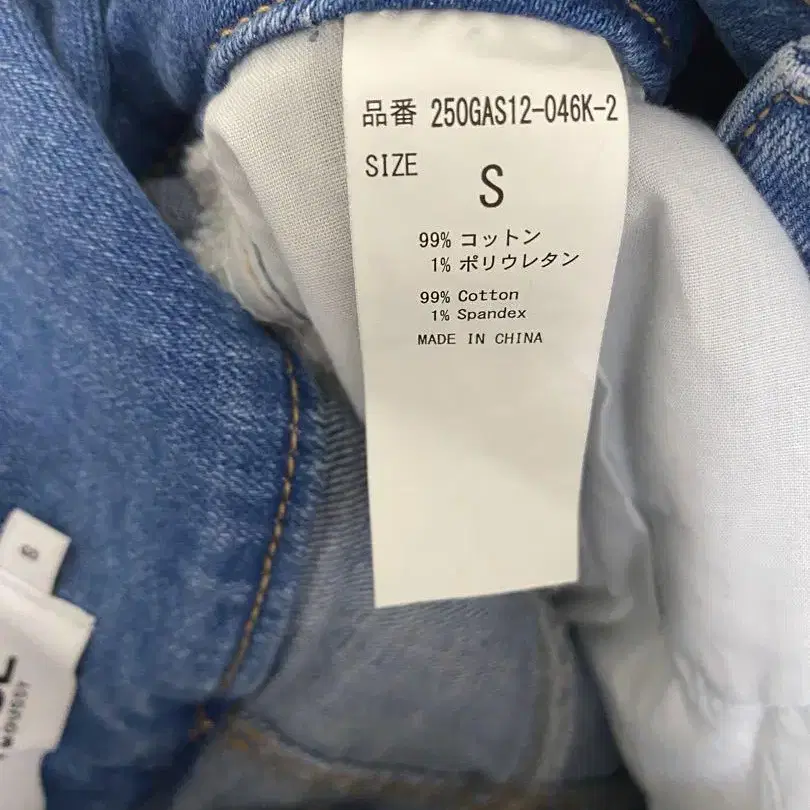 品番 250GAS12-046K-2
SIZE
S
99% コットン
1% ポリウレタン
99% Cotton
1% Spandex
MADE IN CHINA